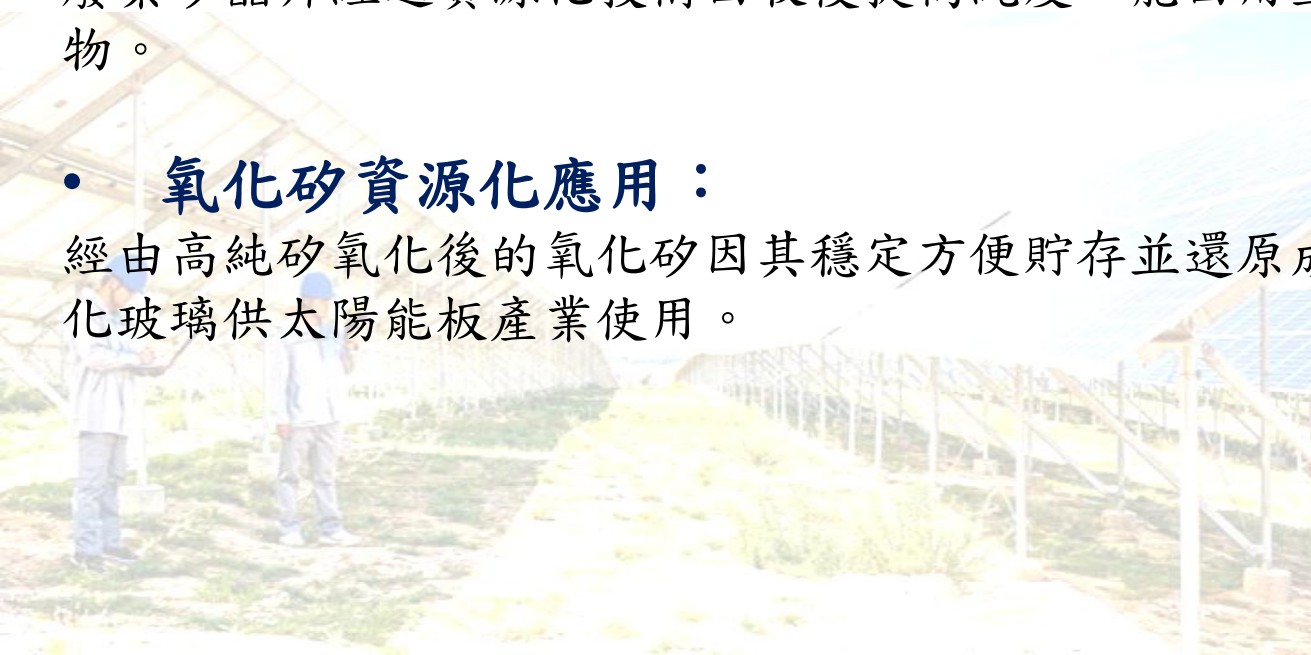 物。
• 氧化矽資源化應用：
經由高純矽氧化後的氧化矽因其穩定方便貯存並還原
化玻璃供太陽能板產業使用。